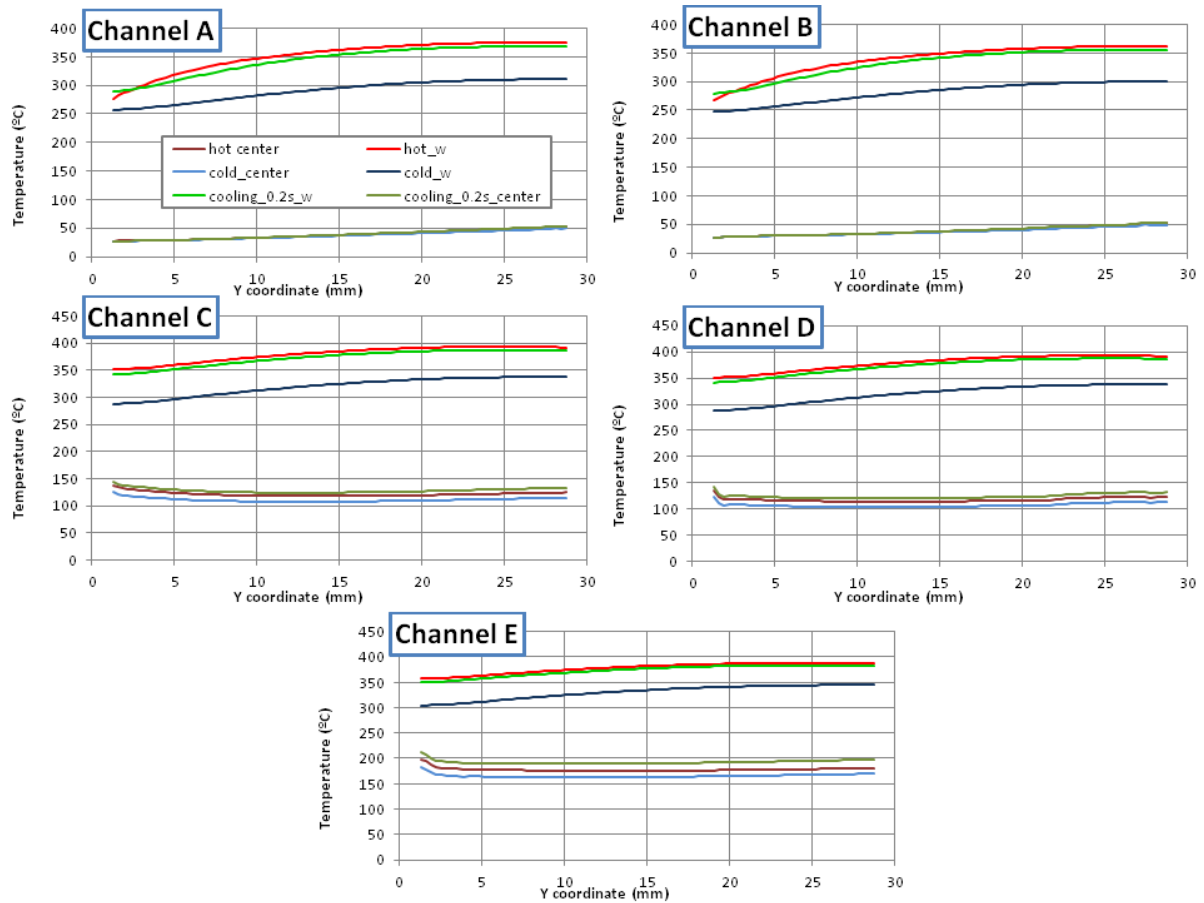 Channel A
Temperature (ºC)
400
350
300
250
200
150
100
50
0
hot center
hot_w
cold_center
cold_w
cooling_0.2s_w
cooling_0.2s_center
0 5 10 15 20 25 30
Y coordinate (mm)
Channel B
Temperature (ºC)
400
350
300
250
200
150
100
50
0
0 5 10 15 20 25 30
Y coordinate (mm)
Channel C
Temperature (ºC)
450
400
350
300
250
200
150
100
50
0
0 5 10 15 20 25 30
Y coordinate (mm)
Channel D
Temperature (ºC)
450
400
350
300
250
200
150
100
50
0
0 5 10 15 20 25 30
Y coordinate (mm)
Channel E
Temperature (ºC)
450
400
350
300
250
200
150
100
50
0
0 5 10 15 20 25 30
Y coordinate (mm)